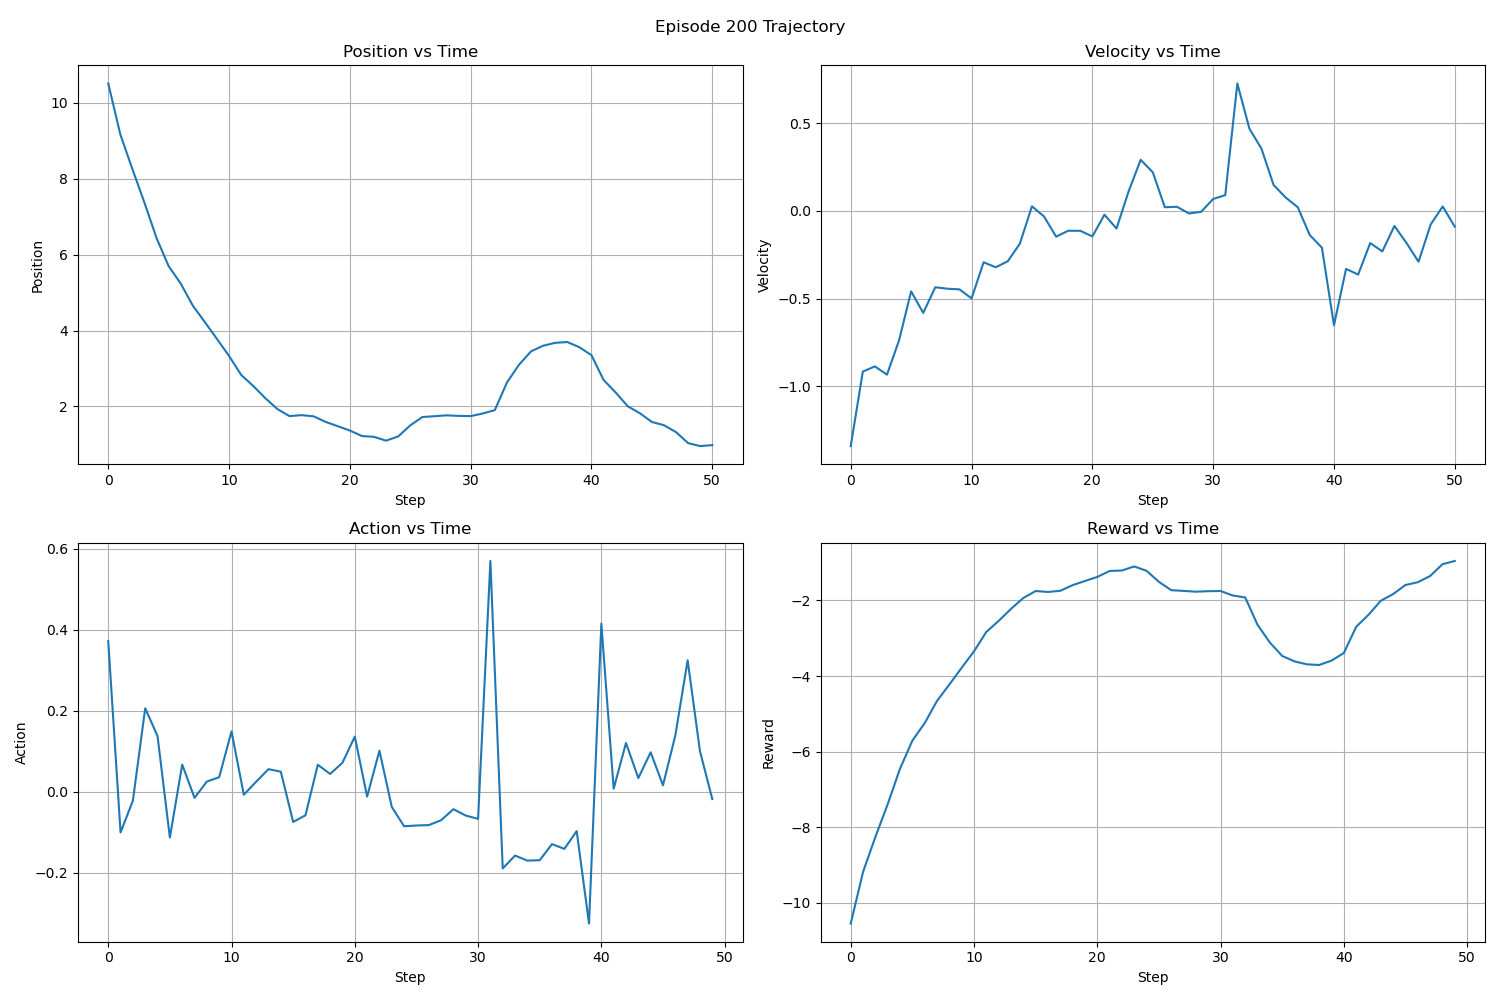 Episode 200 Trajectory
Position vs Time
Position
10
8
6
4
2
0 10 20 30 40 50
Step
Velocity vs Time
Velocity
0.5
0.0
−0.5
−1.0
0 10 20 30 40 50
Step
Action vs Time
Action
0.6
0.4
0.2
0.0
−0.2
0 10 20 30 40 50
Step
Reward vs Time
Reward
−2
−4
−6
−8
−10
0 10 20 30 40 50
Step